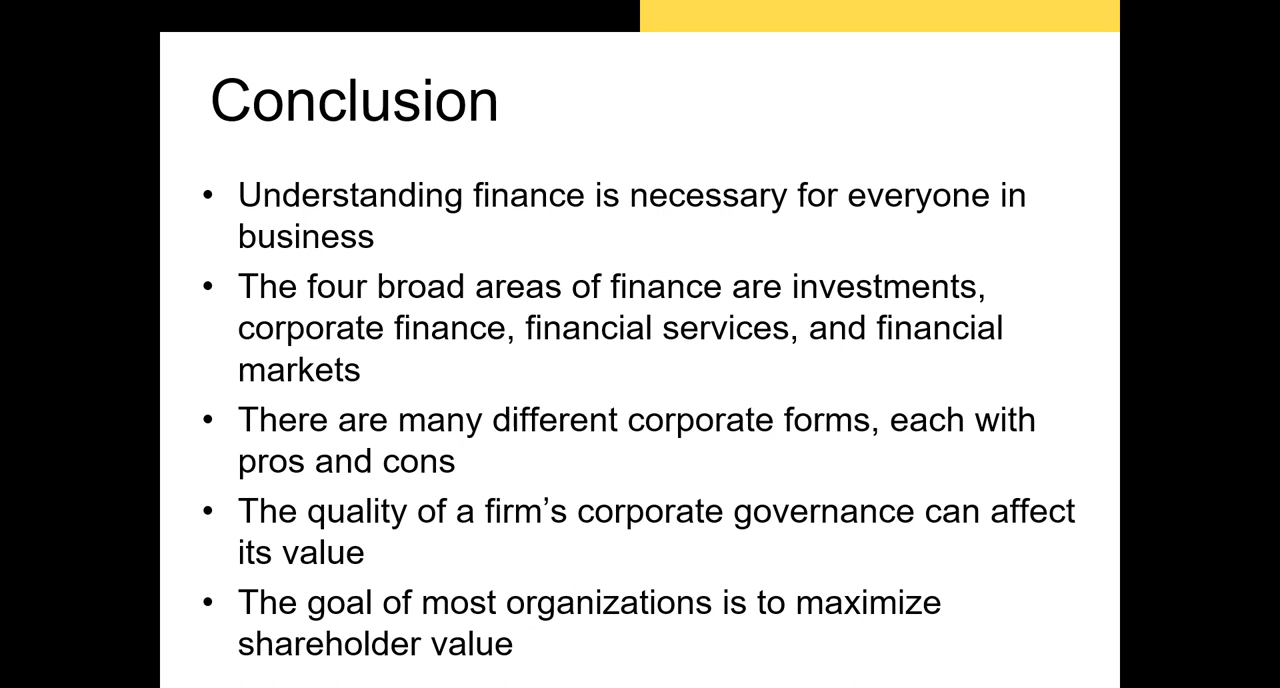 Conclusion
• Understanding finance is necessary for everyone in
business
• The four broad areas of finance are investments,
corporate finance, financial services, and financial
markets
• There are many different corporate forms, each with
pros and cons
• The quality of a firm’s corporate governance can affect
its value
• The goal of most organizations is to maximize
shareholder value